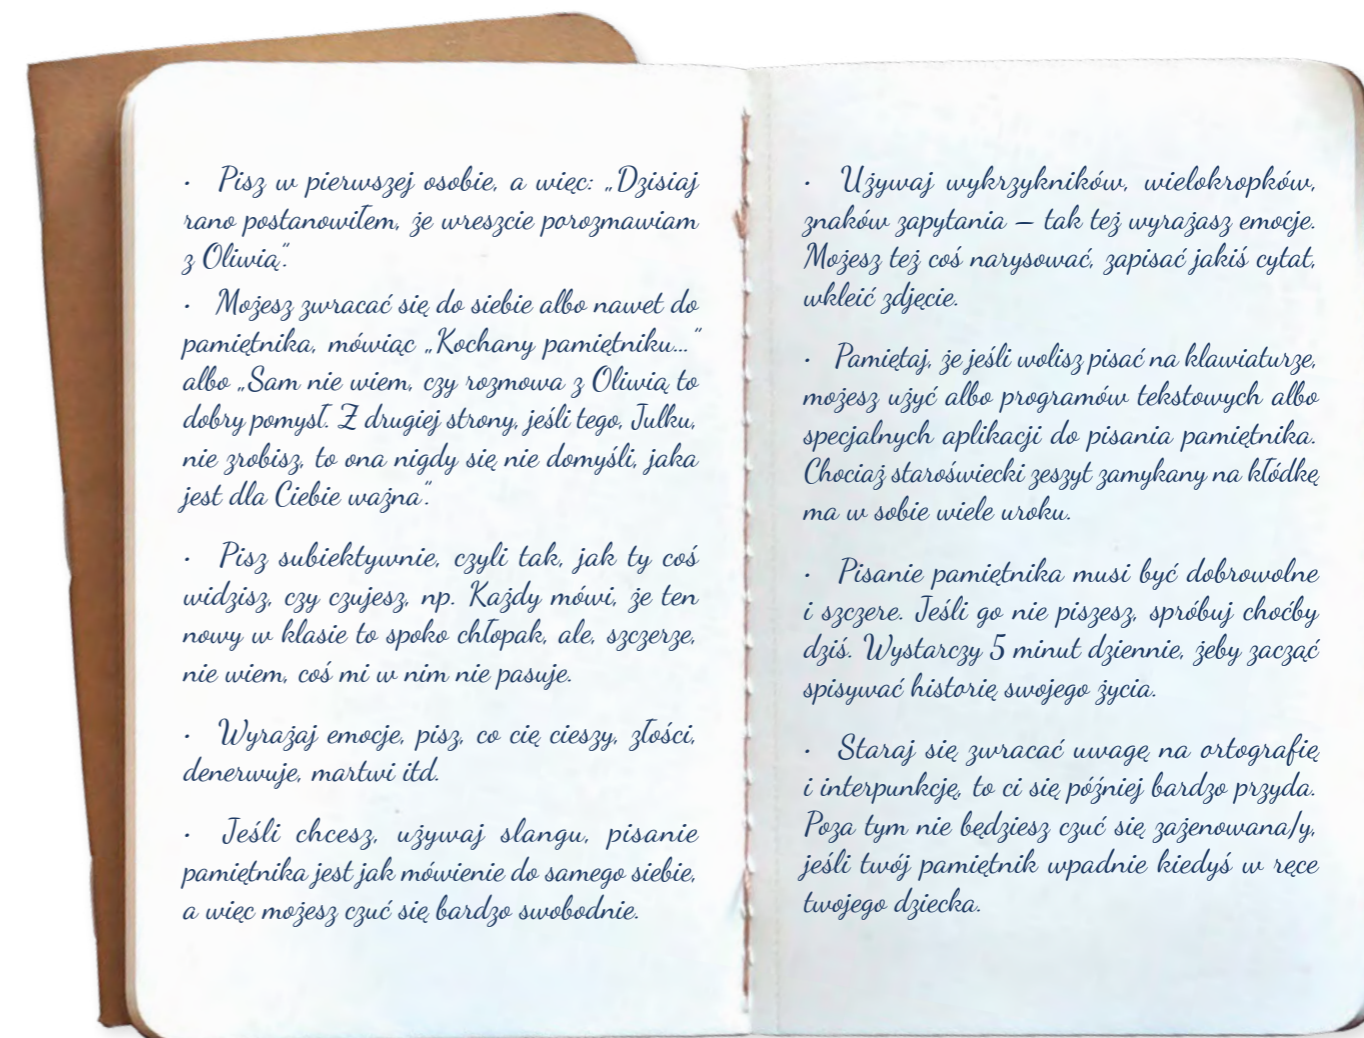 · Pisz w pierwszej osobie, a więc: „Dzisiaj
rano postanowiłem, że wreszcie porozmawiam
z Oliwią”.
· Możesz zwracać się do siebie albo nawet do
pamiętnika, mówiąc „Kochany pamiętniku...”
albo „Sam nie wiem, czy rozmowa z Oliwią to
dobry pomysł. Z drugiej strony, jeśli tego, Julku,
nie zrobisz, to ona nigdy się nie domyśli, jaka
jest dla Ciebie ważna”.
· Pisz subiektywnie, czyli tak, jak ty coś
widzisz, czy czujesz, np. Każdy mówi, że ten
nowy w klasie to spoko chłopak, ale, szczerze,
nie wiem, coś mi w nim nie pasuje.
· Wyrażaj emocje, pisz, co cię cieszy, złości,
denerwuje, martwi itd.
· Jeśli chcesz, używaj slangu, pisanie
pamiętnika jest jak mówienie do samego siebie,
a więc możesz czuć się bardzo swobodnie.
· Używaj wykrzykników, wielokropków,
znaków zapytania – tak też wyrażasz emocje.
Możesz też coś narysować, zapisać jakiś cytat,
wkleić zdjęcie.
· Pamiętaj, że jeśli wolisz pisać na klawiaturze,
możesz użyć albo programów tekstowych albo
specjalnych aplikacji do pisania pamiętnika.
Chociaż staroświecki zeszyt zamykany na kłódkę
ma w sobie wiele uroku.
· Pisanie pamiętnika musi być dobrowolne
i szczere. Jeśli go nie piszesz, spróbuj choćby
dziś. Wystarczy 5 minut dziennie, żeby zacząć
spisywać historię swojego życia.
· Staraj się zwracać uwagę na ortografię
i interpunkcję, to ci się później bardzo przyda.
Poza tym nie będziesz czuć się zażenowana/y,
jeśli twój pamiętnik wpadnie kiedyś w ręce
twojego dziecka.